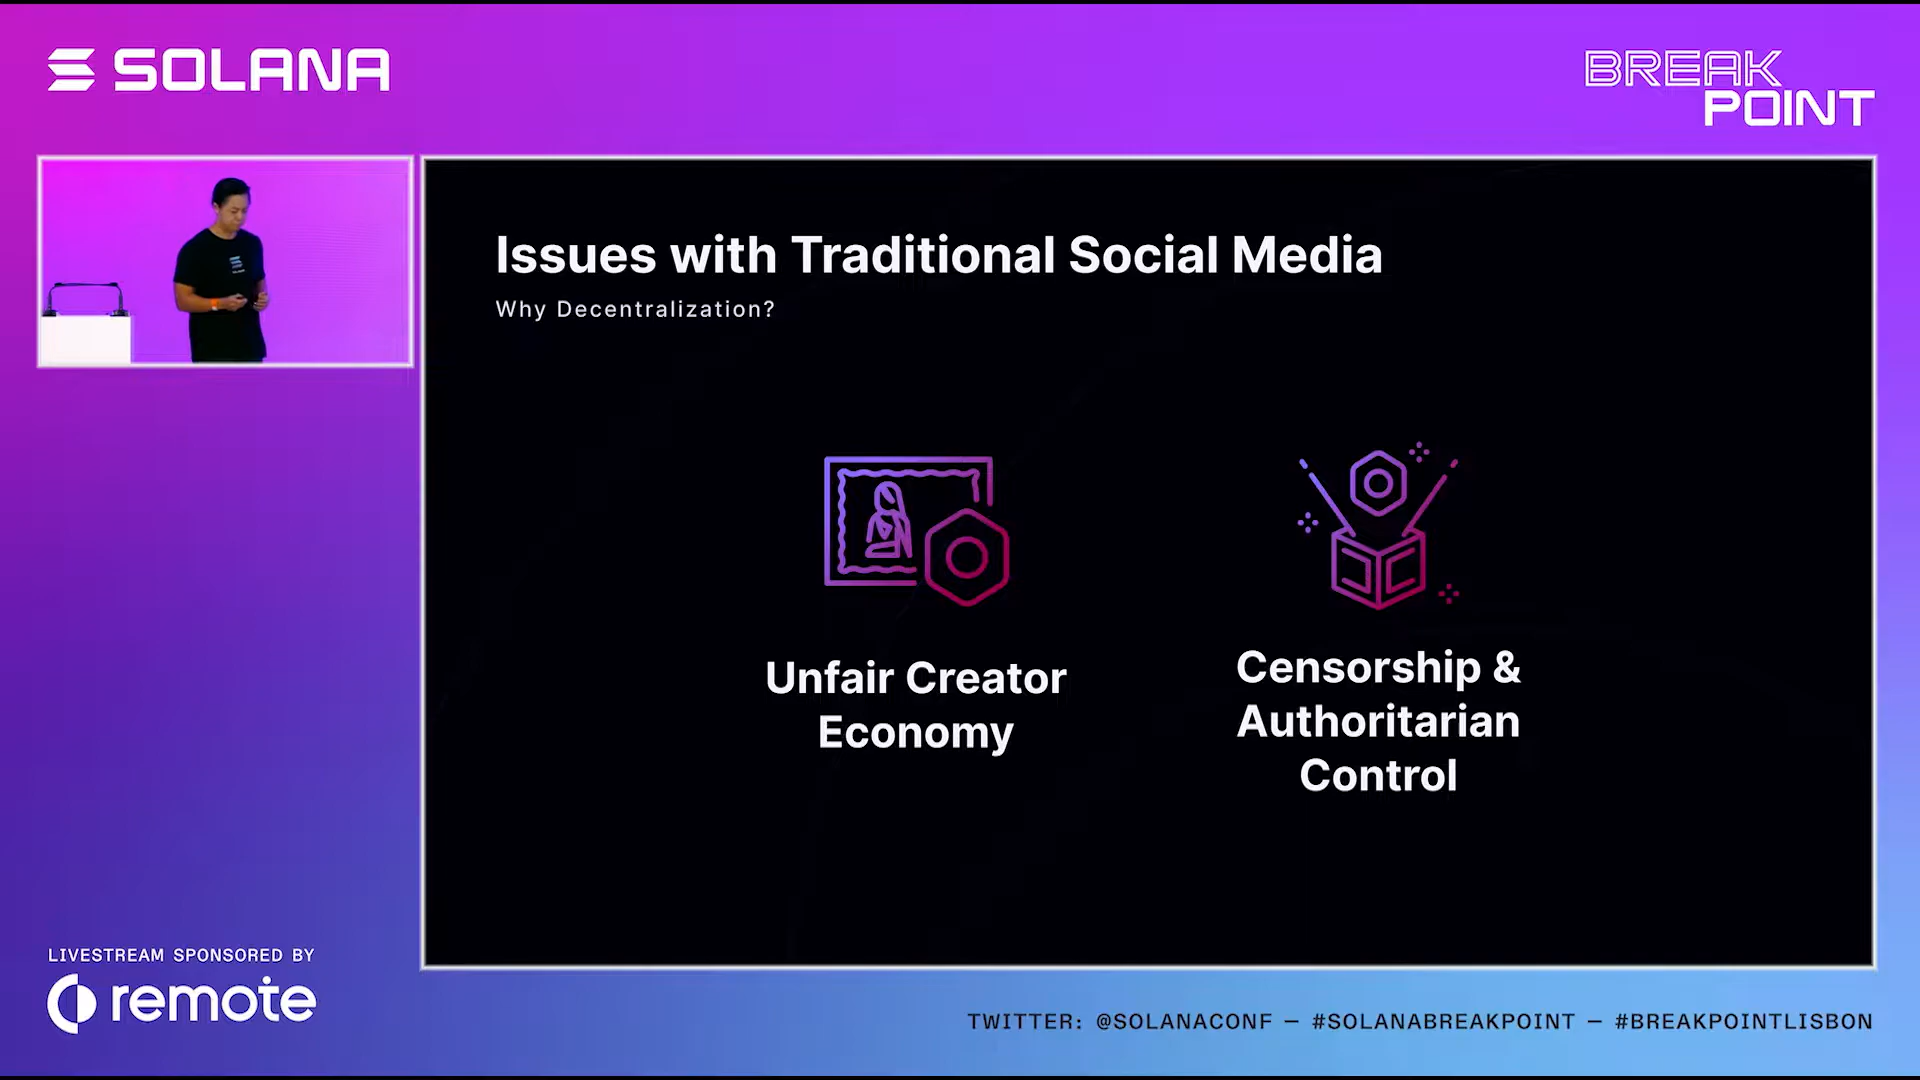 SOLANA
BREAK
POINT
Issues with Traditional Social Media
Why Decentralization?
Unfair Creator
Economy
Censorship &
Authoritarian
Control
LIVESTREAM SPONSORED BY
remote
TWITTER: @SOLANACONF — #SOLANABREAKPOINT — #BREAKPOINTLISBON